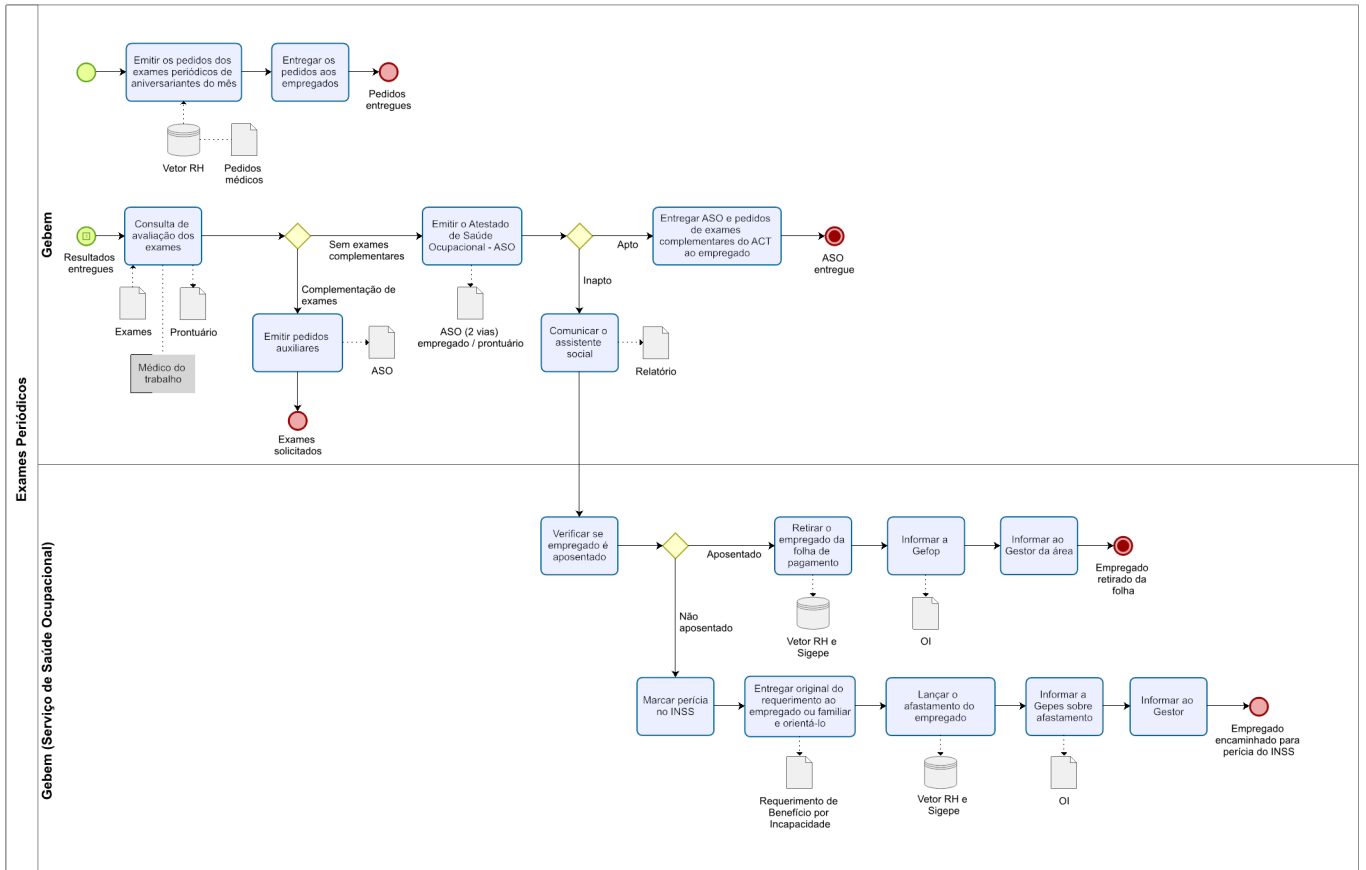 Exames Periódicos
Gebem
Emitir os pedidos dos
exames periódicos de
aniversariantes do mês
Entregar os
pedidos aos
empregados
Pedidos
entregues
Vetor RH
Pedidos
médicos
Resultados
entregues
Consulta de
avaliação dos
exames
Exames
Prontuário
Médico do
trabalho
Sem exames
complementares
Complementação de
exames
Emitir pedidos
auxiliares
ASO
Exames
solicitados
Emitir o Atestado
de Saúde
Ocupacional - ASO
ASO (2 vias)
empregado / prontuário
Apto
Inapto
Entregar ASO e pedidos
de exames
complementares do ACT
ao empregado
ASO
entregue
Comunicar o
assistente
social
Relatório
Gebem (Serviço de Saúde Ocupacional)
Verificar se
empregado é
aposentado
Aposentado
Não
aposentado
Retirar o
empregado da
folha de
pagamento
Vetor RH e
Sigepe
Informar a
Gefop
OI
Informar ao
Gestor da área
Empregado
retirado da
folha
Marcar perícia
no INSS
Entregar original do
requerimento ao
empregado ou familiar
e orientá-lo
Requerimento de
Benefício por
Incapacidade
Lançar o
afastamento do
empregado
Vetor RH e
Sigepe
Informar a
Gepes sobre
afastamento
OI
Informar ao
Gestor
Empregado
encaminhado para
perícia do INSS